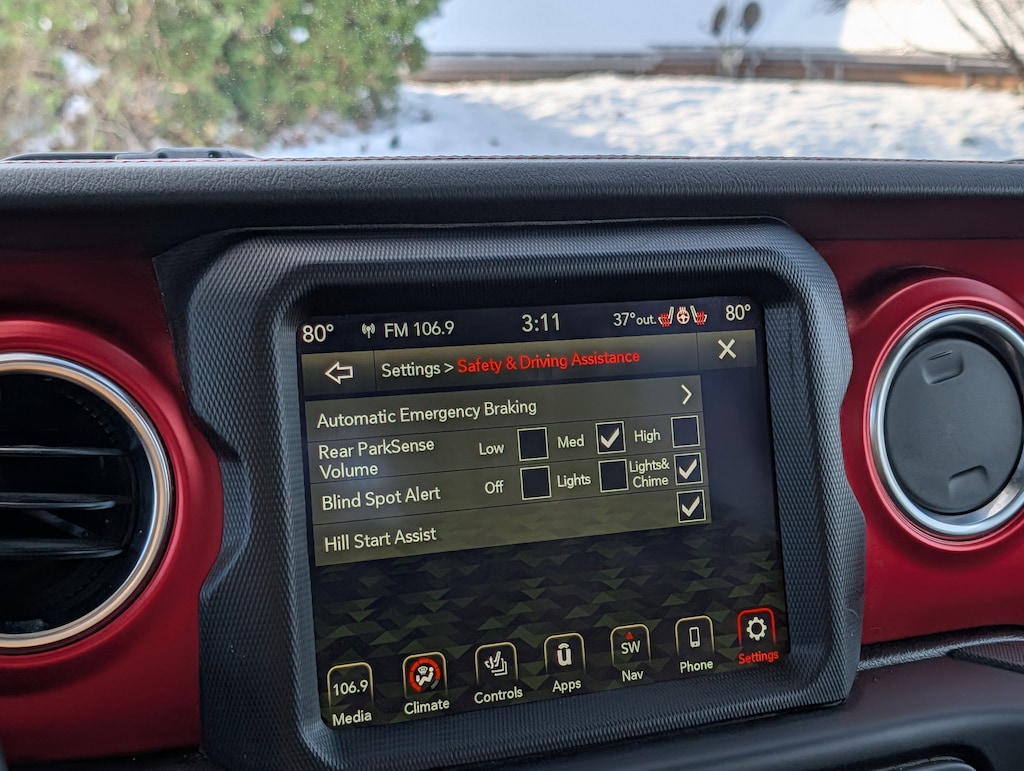 80° FM 106.9 3:11 37°out. 80°
Settings > Safety & Driving Assistance
Automatic Emergency Braking
Rear ParkSense
Volume
Low Med High
Blind Spot Alert Off Lights Lights&
Chime
Hill Start Assist
106.9
Media
Climate
Controls
û
Apps
SW
Nav
Phone
Settings